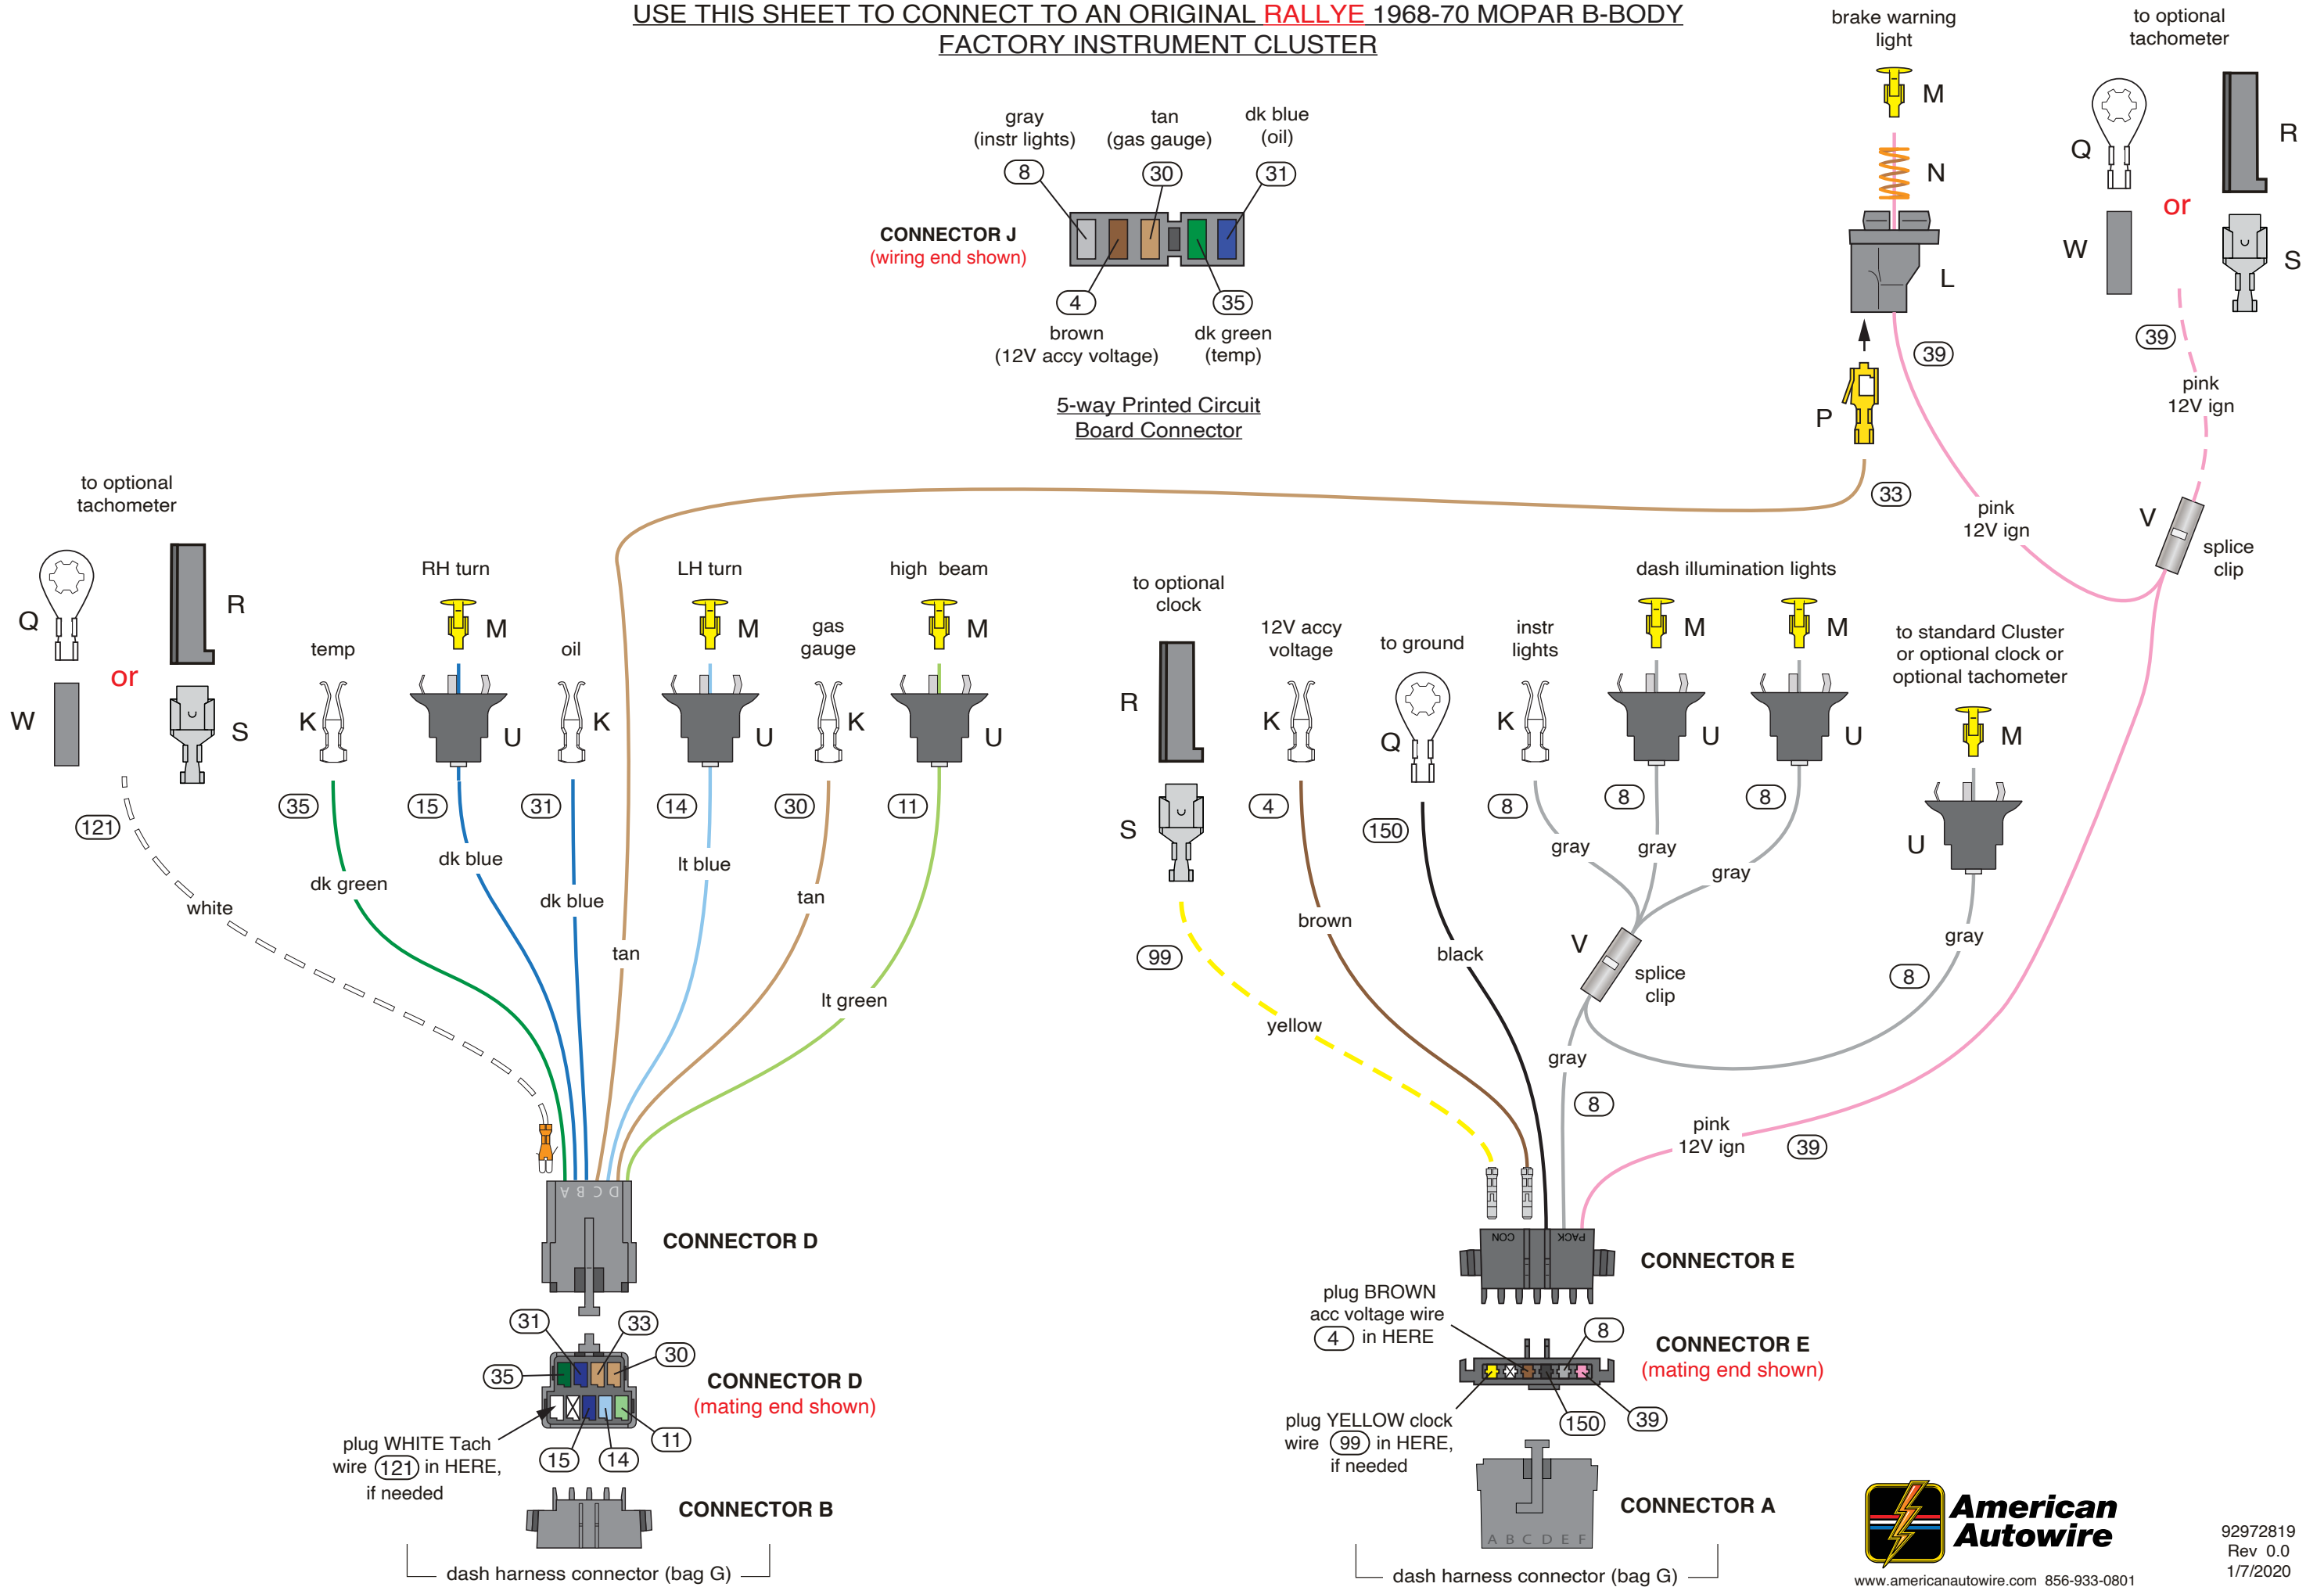 USE THIS SHEET TO CONNECT TO AN ORIGINAL RALLYE 1968-70 MOPAR B-BODY
FACTORY INSTRUMENT CLUSTER
brake warning
light
M
N
L
P
39
33
pink
12V ign
to optional
tachometer
Q
R
or
W
S
39
pink
12V ign
V
splice
clip
gray
(instr lights)
8
tan
(gas gauge)
30
dk blue
(oil)
31
CONNECTOR J
(wiring end shown)
4
brown
(12V accy voltage)
35
dk green
(temp)
5-way Printed Circuit
Board Connector
to optional
tachometer
Q
R
or
W
S
121
white
temp
K
35
dk green
RH turn
M
U
15
dk blue
oil
K
31
dk blue
tan
LH turn
M
U
14
lt blue
gas
gauge
K
30
tan
high beam
M
U
11
lt green
to optional
clock
R
S
99
yellow
12V accy
voltage
K
4
brown
to ground
Q
150
black
instr
lights
K
8
gray
dash illumination lights
M
U
8
gray
M
U
8
gray
to standard Cluster
or optional clock or
optional tachometer
M
U
gray
8
V
splice
clip
gray
8
pink
12V ign
39
A B C D
CONNECTOR D
31
33
35
30
CONNECTOR D
(mating end shown)
11
15
14
plug WHITE Tach
wire 121 in HERE,
if needed
CONNECTOR B
dash harness connector (bag G)
CON
PACK
CONNECTOR E
plug BROWN
acc voltage wire
4 in HERE
8
CONNECTOR E
(mating end shown)
plug YELLOW clock
wire 99 in HERE,
if needed
150
39
A B C D E F
CONNECTOR A
dash harness connector (bag G)
American
Autowire
www.americanautowire.com 856-933-0801
92972819
Rev 0.0
1/7/2020